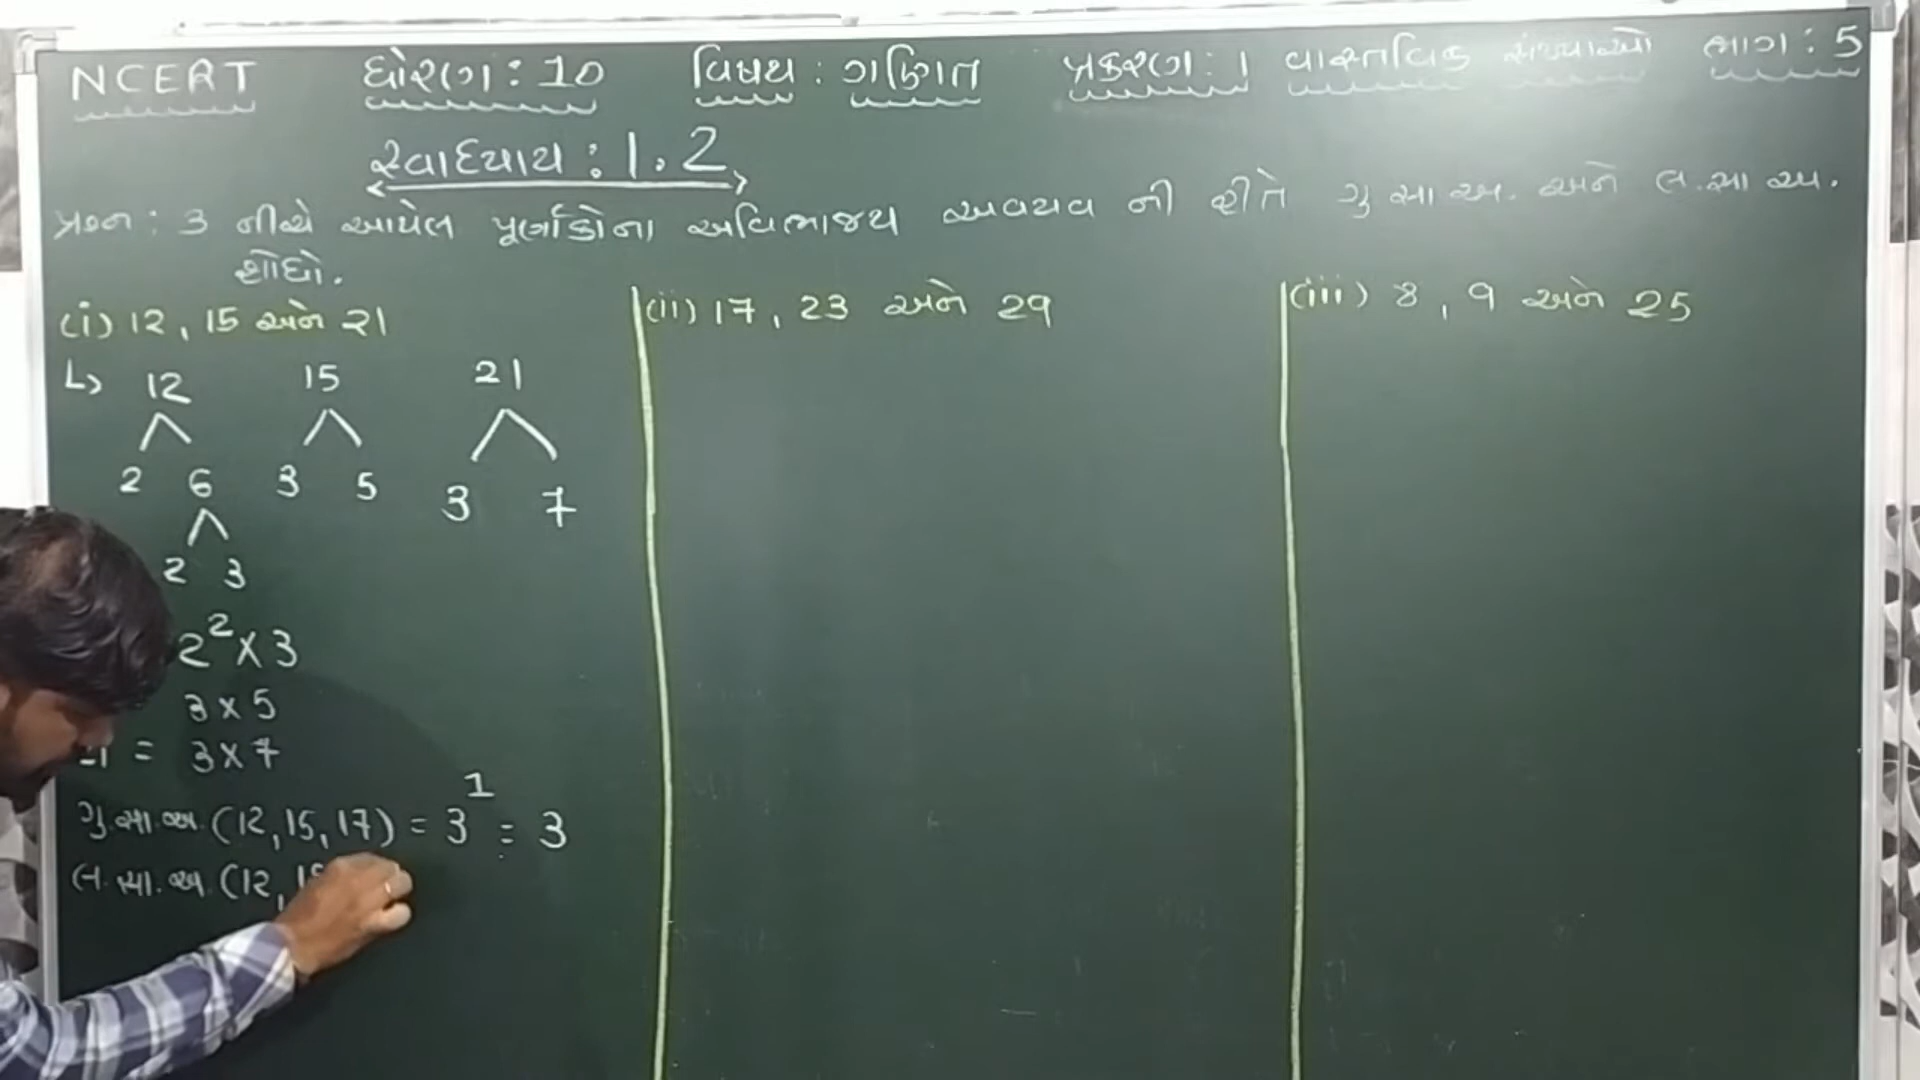 NCERT ધોરણ : 10 વિષય : ગણિત પ્રકરણ : 1 વાસ્તવિક સંખ્યાઓ ભાગ : 5
સ્વાધ્યાય : 1.2
પ્રશ્ન : 3 નીચે આપેલ પૂર્ણાંકોના અવિભાજ્ય અવયવ ની રીતે ગુ.સા.અ. અને લ.સા.અ.
શોધો.
(i) 12, 15 અને 21
(ii) 17, 23 અને 29
(iii) 8, 9 અને 25
12 15 21
2 6 3 5 3 7
2 3
2² × 3
3 × 5
= 3 × 7
ગુ.સા.અ. (12, 15, 17) = 3¹ = 3
લ.સા.અ. (12,